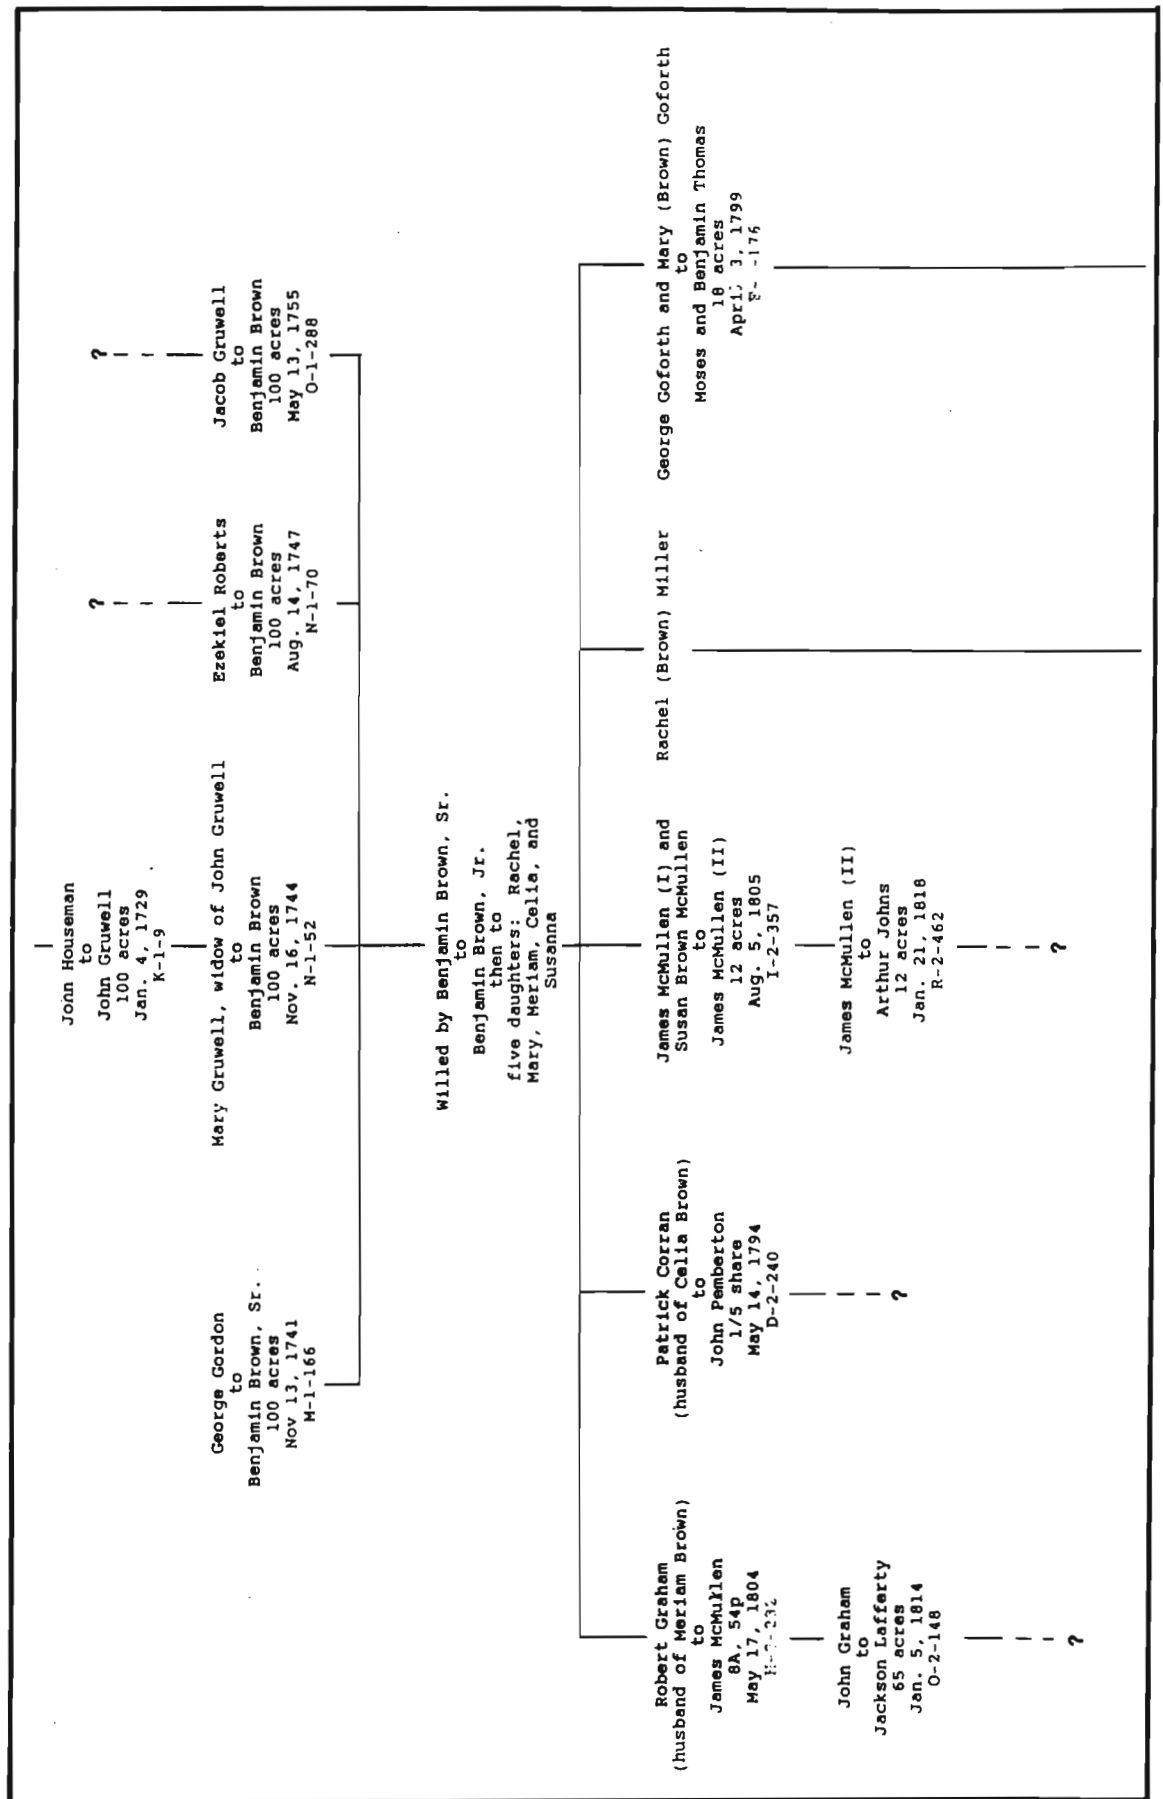 John Houseman
to
John Gruwell
100 acres
Jan. 4, 1729
K-1-9
?
?
George Gordon
to
Benjamin Brown, Sr.
100 acres
Nov 13, 1741
M-1-166
Mary Gruwell, widow of John Gruwell
to
Benjamin Brown
100 acres
Nov. 16, 1744
N-1-52
Ezekiel Roberts
to
Benjamin Brown
100 acres
Aug. 14, 1747
N-1-70
Jacob Gruwell
to
Benjamin Brown
100 acres
May 13, 1755
O-1-288
Willed by Benjamin Brown, Sr.
to
Benjamin Brown, Jr.
then to
five daughters: Rachel,
Mary, Meriam, Celia, and
Susanna
Robert Graham
(husband of Meriam Brown)
to
James McMullen
8A, 54p
May 17, 1804
John Graham
to
Jackson Lafferty
65 acres
Jan. 5, 1814
O-2-148
?
Patrick Corran
(husband of Celia Brown)
to
John Pemberton
1/5 share
May 14, 1794
D-2-240
?
James McMullen (I) and
Susan Brown McMullen
to
James McMullen (II)
12 acres
Aug. 5, 1805
I-2-357
James McMullen (II)
to
Arthur Johns
12 acres
Jan. 21, 1818
R-2-462
?
Rachel (Brown) Miller
George Goforth and Mary (Brown) Goforth
to
Moses and Benjamin Thomas
18 acres
April 3, 1799